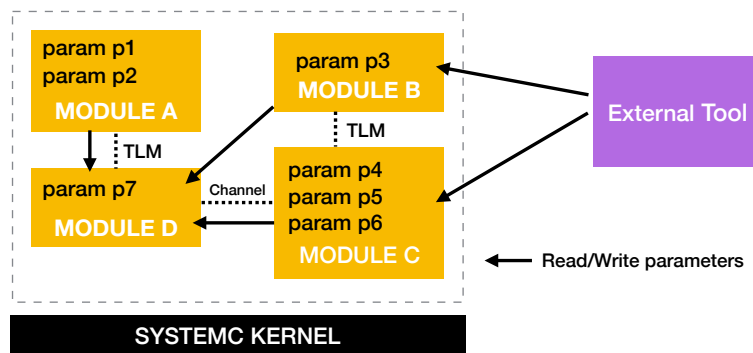 param p1
param p2
MODULE A
TLM
param p7
MODULE D
param p3
MODULE B
TLM
Channel
param p4
param p5
param p6
MODULE C
External Tool
Read/Write parameters
SYSTEMC KERNEL